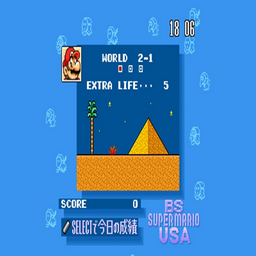 18 06
WORLD 2-1
EXTRA LIFE··· 5
SCORE 0
SELECTで今日の成績
BS
SUPERMARIO
USA